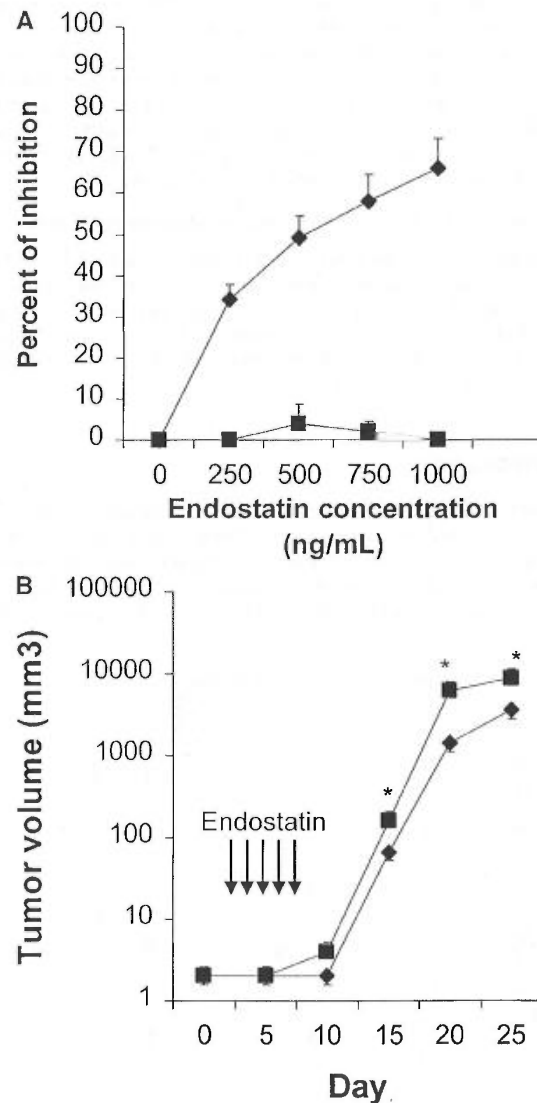 A
Percent of inhibition
100
90
80
70
60
50
40
30
20
10
0
0 250 500 750 1000
Endostatin concentration
(ng/mL)
B
Tumor volume (mm3)
100000
10000
1000
100
10
1
* * *
Endostatin
0 5 10 15 20 25
Day